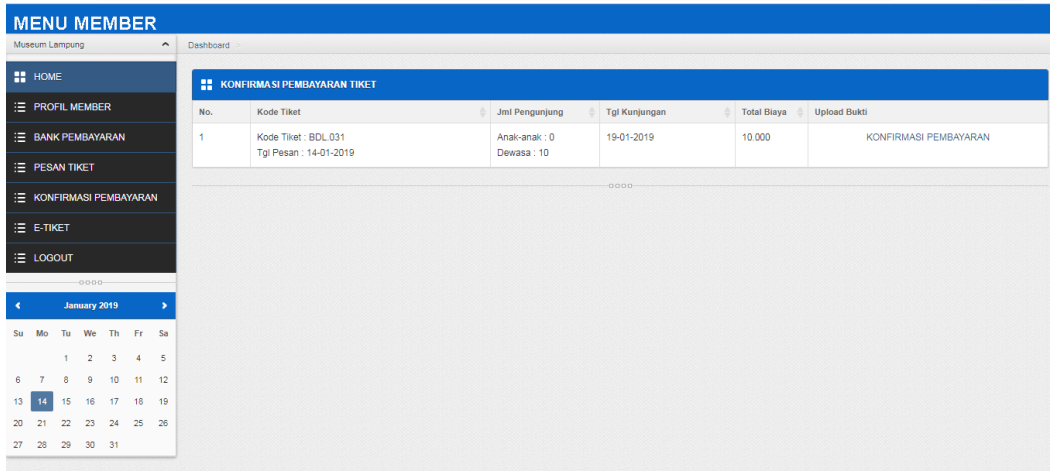 MENU MEMBER
Museum Lampung
Dashboard
HOME
PROFIL MEMBER
BANK PEMBAYARAN
PESAN TIKET
KONFIRMASI PEMBAYARAN
E-TIKET
LOGOUT
January 2019
Su Mo Tu We Th Fr Sa
1 2 3 4 5
6 7 8 9 10 11 12
13 14 15 16 17 18 19
20 21 22 23 24 25 26
27 28 29 30 31
KONFIRMASI PEMBAYARAN TIKET
No. Kode Tiket Jml Pengunjung Tgl Kunjungan Total Biaya Upload Bukti
1 Kode Tiket : BDL.031 Anak-anak : 0 19-01-2019 10.000 KONFIRMASI PEMBAYARAN
Tgl Pesan : 14-01-2019 Dewasa : 10